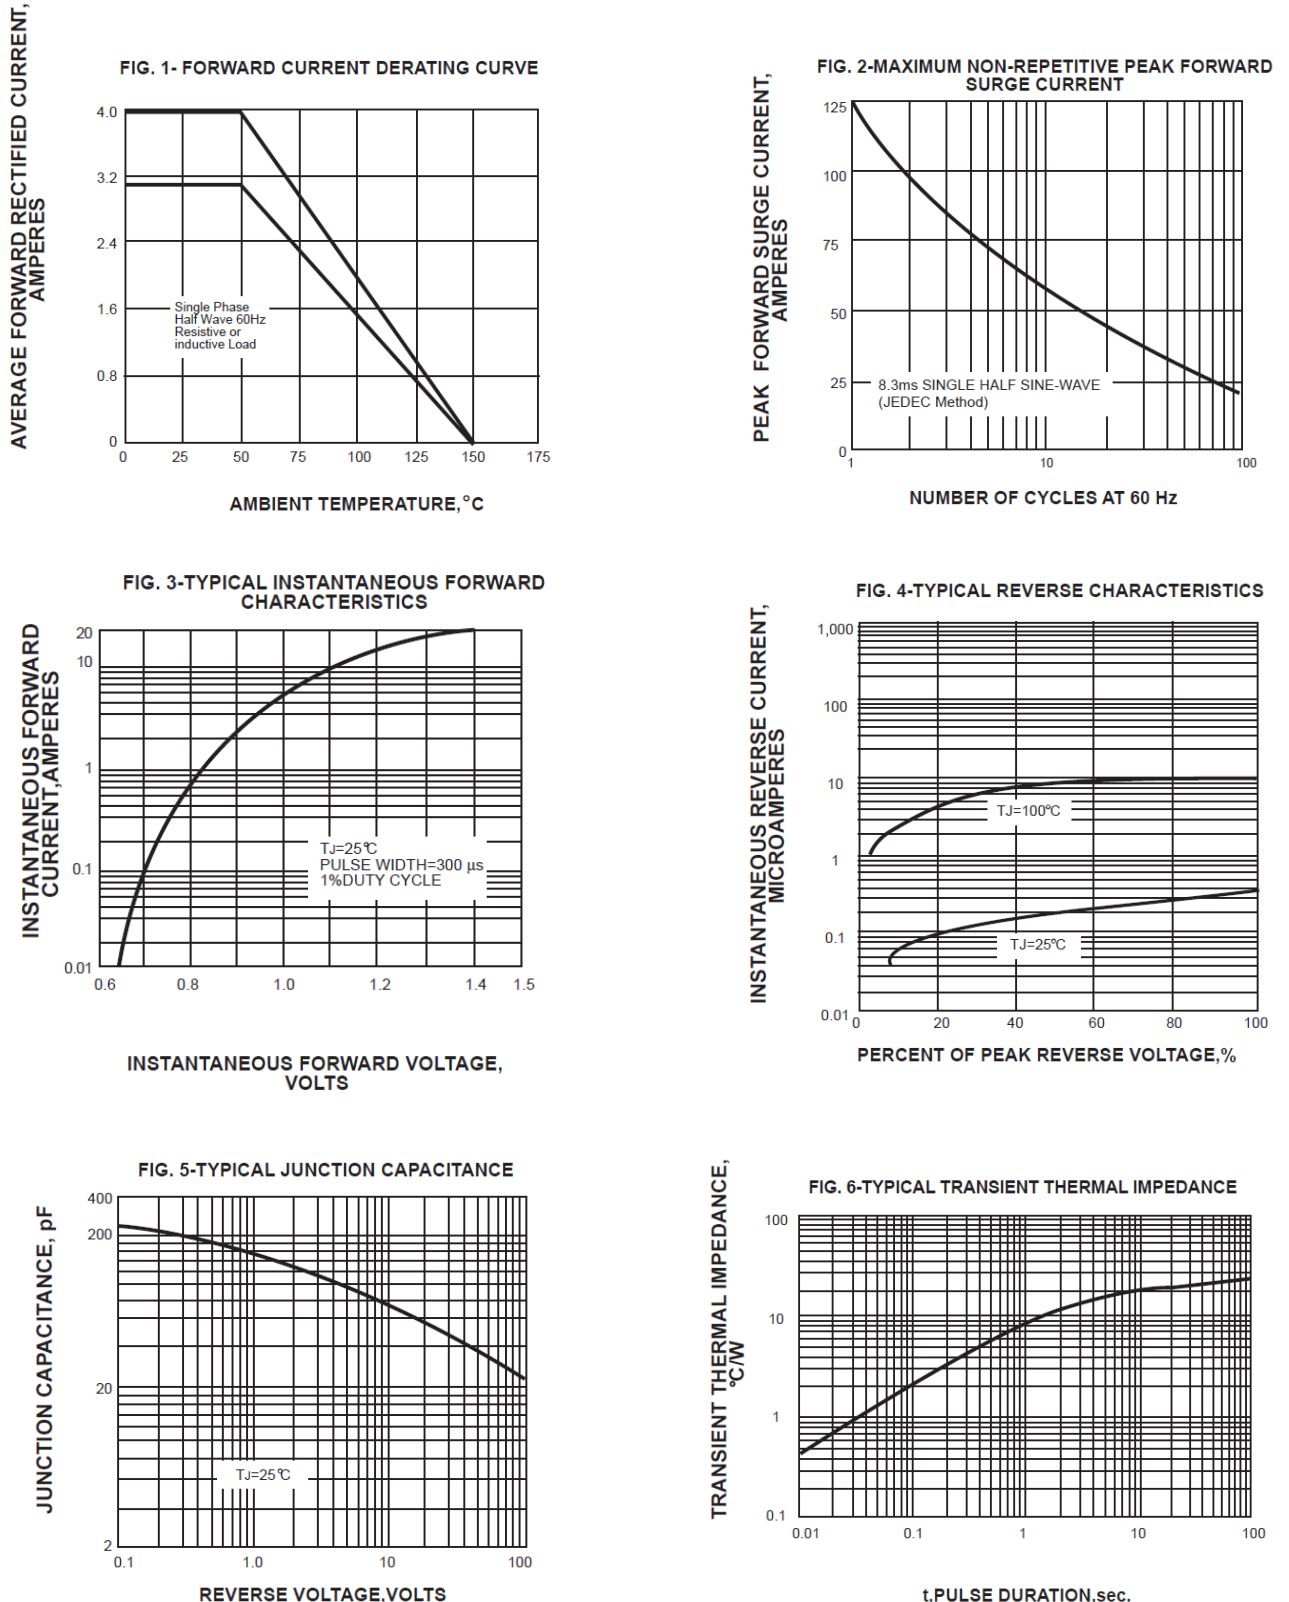 FIG. 1- FORWARD CURRENT DERATING CURVE
AVERAGE FORWARD RECTIFIED CURRENT,
AMPERES
4.0
3.2
2.4
1.6
0.8
0
Single Phase
Half Wave 60Hz
Resistive or
inductive Load
0 25 50 75 100 125 150 175
AMBIENT TEMPERATURE,°C
FIG. 2-MAXIMUM NON-REPETITIVE PEAK FORWARD
SURGE CURRENT
PEAK FORWARD SURGE CURRENT,
AMPERES
125
100
75
50
25
0
8.3ms SINGLE HALF SINE-WAVE
(JEDEC Method)
1 10 100
NUMBER OF CYCLES AT 60 Hz
FIG. 3-TYPICAL INSTANTANEOUS FORWARD
CHARACTERISTICS
INSTANTANEOUS FORWARD
CURRENT,AMPERES
20
10
1
0.1
0.01
TJ=25℃
PULSE WIDTH=300 μs
1%DUTY CYCLE
0.6 0.8 1.0 1.2 1.4 1.5
INSTANTANEOUS FORWARD VOLTAGE,
VOLTS
FIG. 4-TYPICAL REVERSE CHARACTERISTICS
INSTANTANEOUS REVERSE CURRENT,
MICROAMPERES
1,000
100
10
1
0.1
0.01
TJ=100℃
TJ=25℃
0 20 40 60 80 100
PERCENT OF PEAK REVERSE VOLTAGE,%
FIG. 5-TYPICAL JUNCTION CAPACITANCE
JUNCTION CAPACITANCE, pF
400
200
20
2
TJ=25℃
0.1 1.0 10 100
REVERSE VOLTAGE,VOLTS
FIG. 6-TYPICAL TRANSIENT THERMAL IMPEDANCE
TRANSIENT THERMAL IMPEDANCE,
℃/W
100
10
1
0.1
0.01 0.1 1 10 100
t,PULSE DURATION,sec.